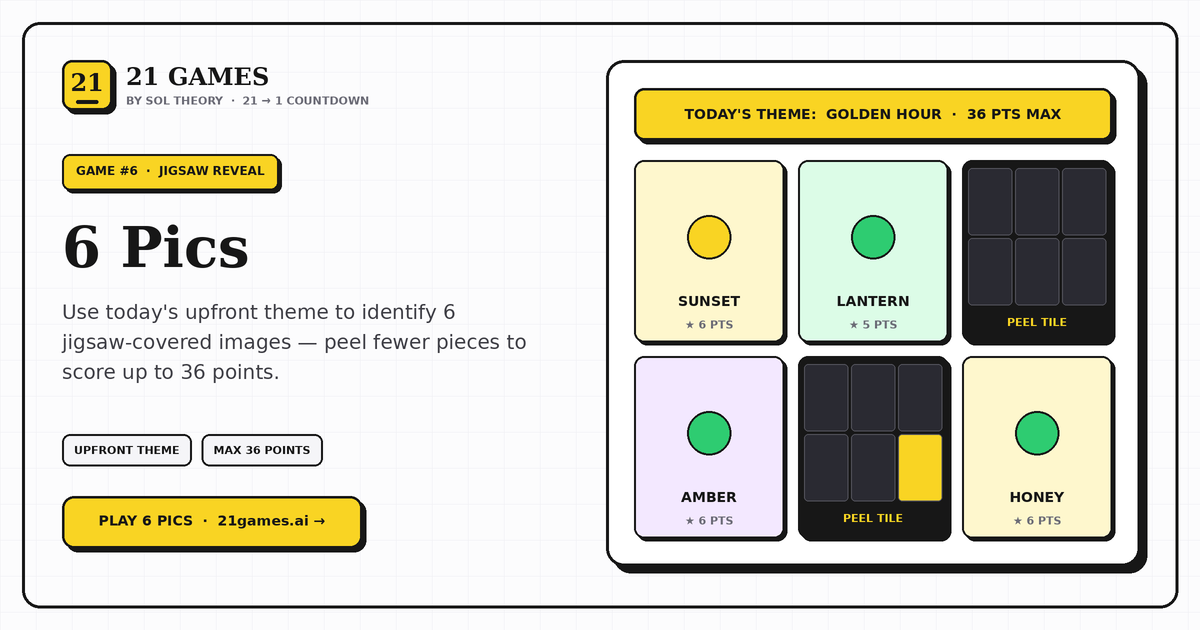 21
21 GAMES
BY SOL THEORY · 21 → 1 COUNTDOWN
GAME #6 · JIGSAW REVEAL
6 Pics
Use today's upfront theme to identify 6
jigsaw-covered images — peel fewer pieces to
score up to 36 points.
UPFRONT THEME
MAX 36 POINTS
PLAY 6 PICS · 21games.ai →
TODAY'S THEME: GOLDEN HOUR · 36 PTS MAX
SUNSET
★ 6 PTS
LANTERN
★ 5 PTS
PEEL TILE
AMBER
★ 6 PTS
PEEL TILE
HONEY
★ 6 PTS